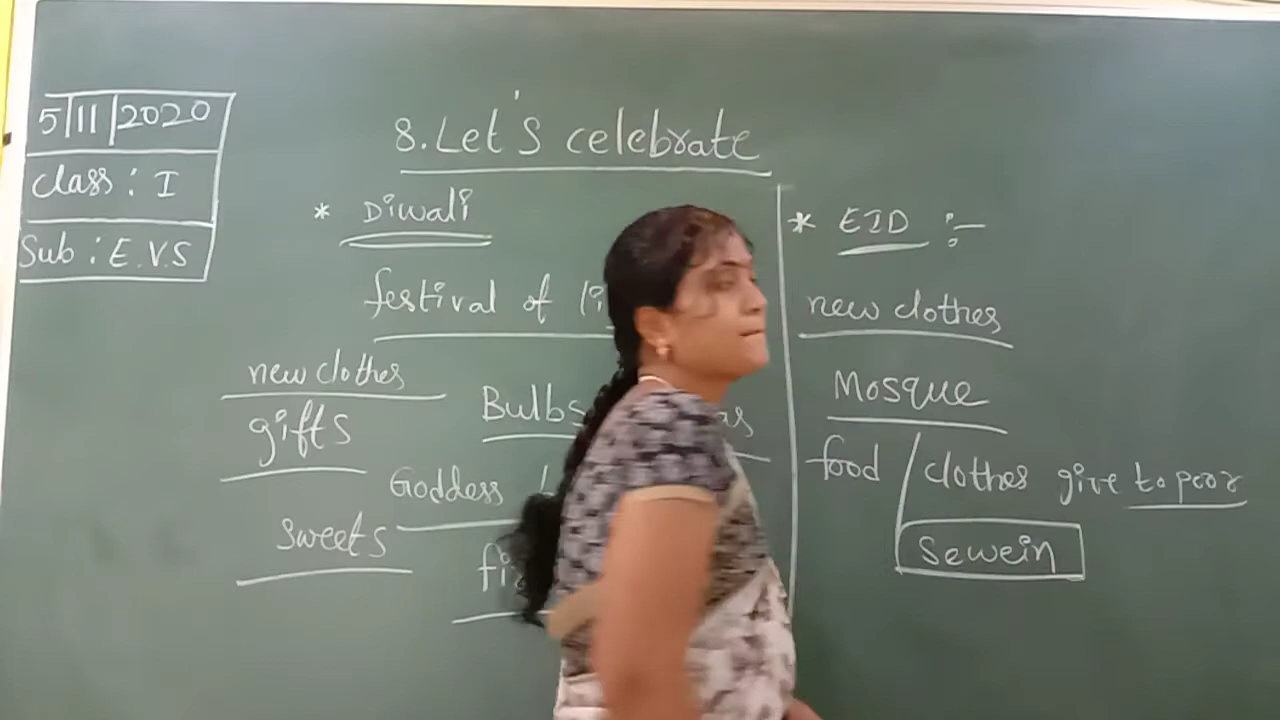 5/11/2020
class: I
Sub: E.V.S
8. Let's celebrate
* Diwali
festival of
new clothes
Bulbs
gifts
Goddess
sweets
* EID :-
new clothes
Mosque
food / clothes give to poor
sewein